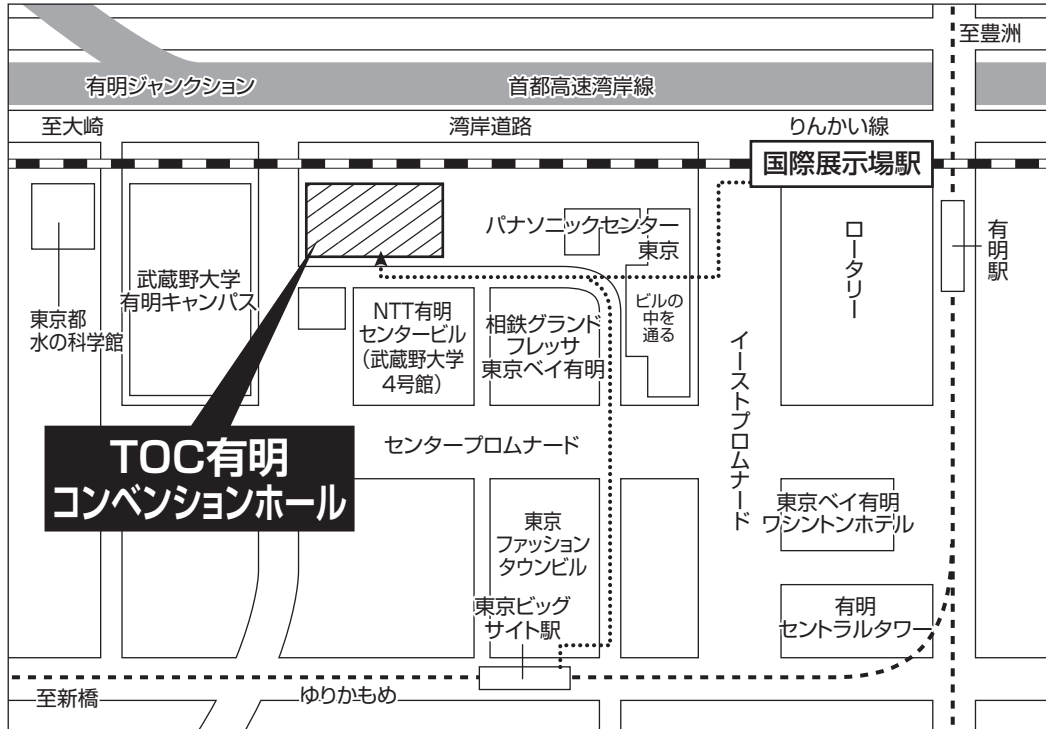 至豊洲
有明ジャンクション
首都高速湾岸線
至大崎
湾岸道路
りんかい線
国際展示場駅
パナソニックセンター
東京
ロータリー
有明駅
武蔵野大学
有明キャンパス
東京都
水の科学館
NTT有明
センタービル
(武蔵野大学
4号館)
相鉄グランド
フレッサ
東京ベイ有明
ビルの
中を
通る
イーストプロムナード
TOC有明
コンベンションホール
センタープロムナード
東京ベイ有明
ワシントンホテル
東京
ファッション
タウンビル
東京ビッグ
サイト駅
有明
セントラルタワー
至新橋
ゆりかもめ